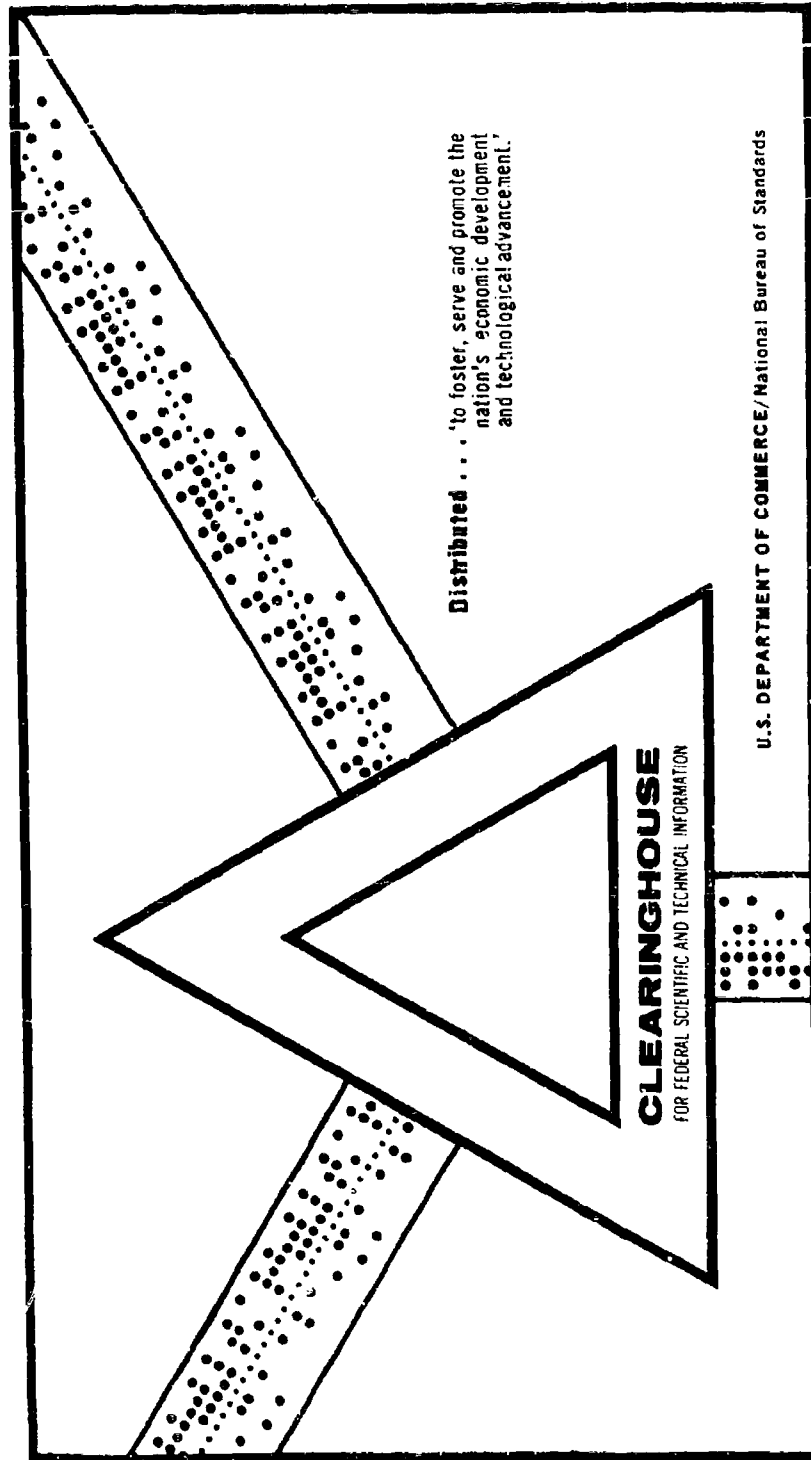 Distributed . . . 'to foster, serve and promote the
nation's economic development
and technological advancement.'
CLEARINGHOUSE
FOR FEDERAL SCIENTIFIC AND TECHNICAL INFORMATION
U.S. DEPARTMENT OF COMMERCE/National Bureau of Standards